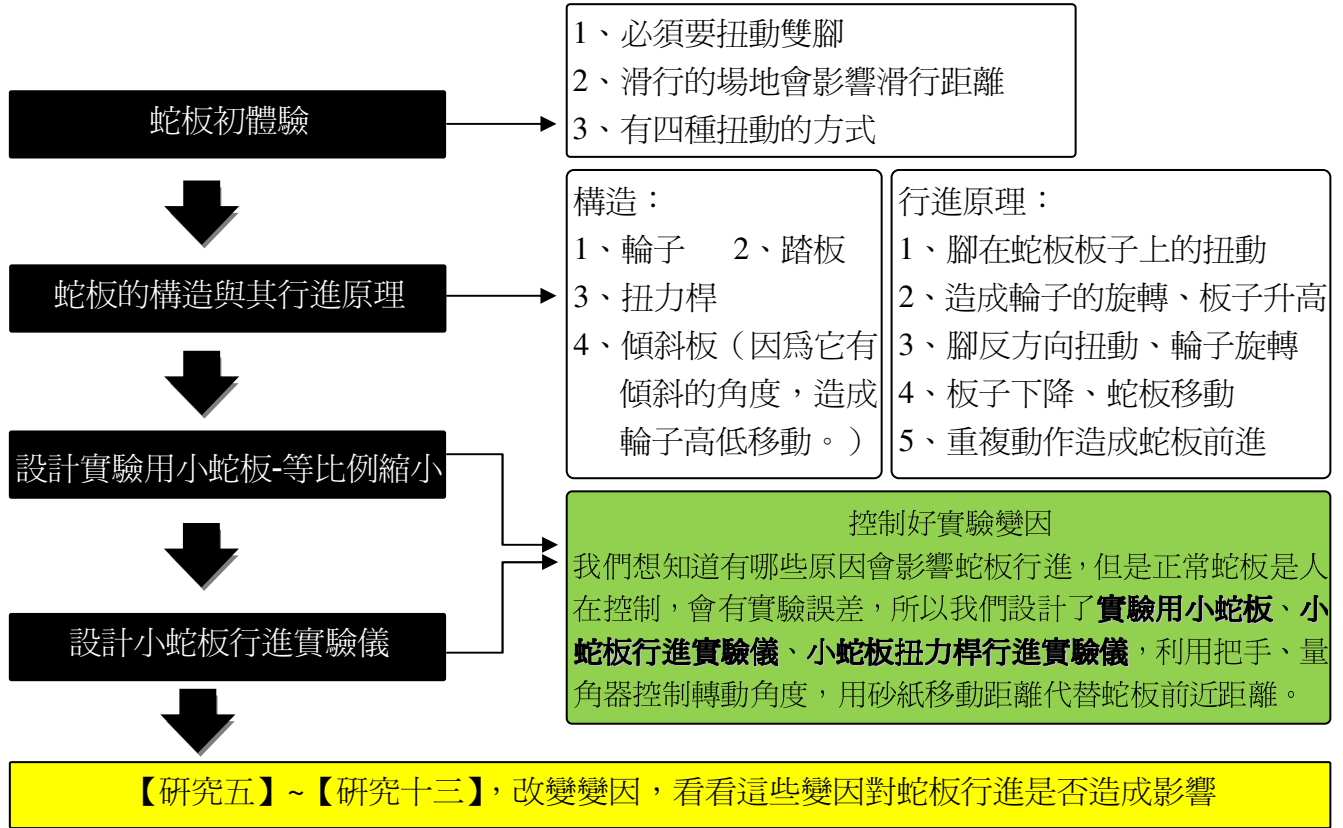 蛇板初體驗
1、必須要扭動雙腳
2、滑行的場地會影響滑行距離
3、有四種扭動的方式
蛇板的構造與其行進原理
構造：
1、輪子　2、踏板
3、扭力桿
4、傾斜板（因為它有
傾斜的角度，造成
輪子高低移動。）
行進原理：
1、腳在蛇板板子上的扭動
2、造成輪子的旋轉、板子升高
3、腳反方向扭動、輪子旋轉
4、板子下降、蛇板移動
5、重複動作造成蛇板前進
設計實驗用小蛇板-等比例縮小
設計小蛇板行進實驗儀
控制好實驗變因
我們想知道有哪些原因會影響蛇板行進，但是正常蛇板是人
在控制，會有實驗誤差，所以我們設計了實驗用小蛇板、小
蛇板行進實驗儀、小蛇板扭力桿行進實驗儀，利用把手、量
角器控制轉動角度，用砂紙移動距離代替蛇板前近距離。
【研究五】~【研究十三】，改變變因，看看這些變因對蛇板行進是否造成影響